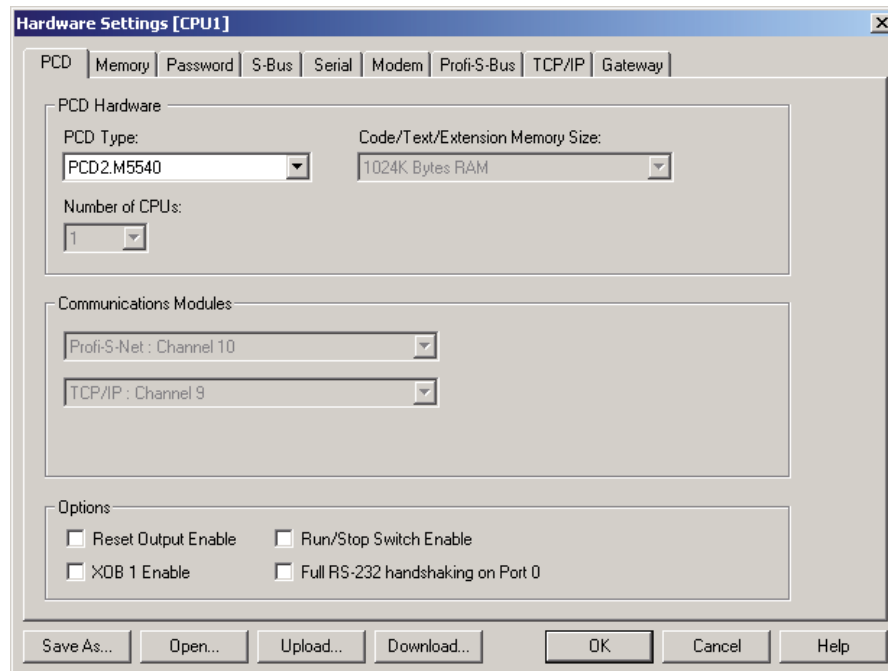 Hardware Settings [CPU1]
PCD Memory Password S-Bus Serial Modem Profi-S-Bus TCP/IP Gateway
PCD Hardware
PCD Type: Code/Text/Extension Memory Size:
PCD2.M5540 1024K Bytes RAM
Number of CPUs:
1
Communications Modules
Profi-S-Net : Channel 10
TCP/IP : Channel 9
Options
Reset Output Enable Run/Stop Switch Enable
XOB 1 Enable Full RS-232 handshaking on Port 0
Save As... Open... Upload... Download... OK Cancel Help